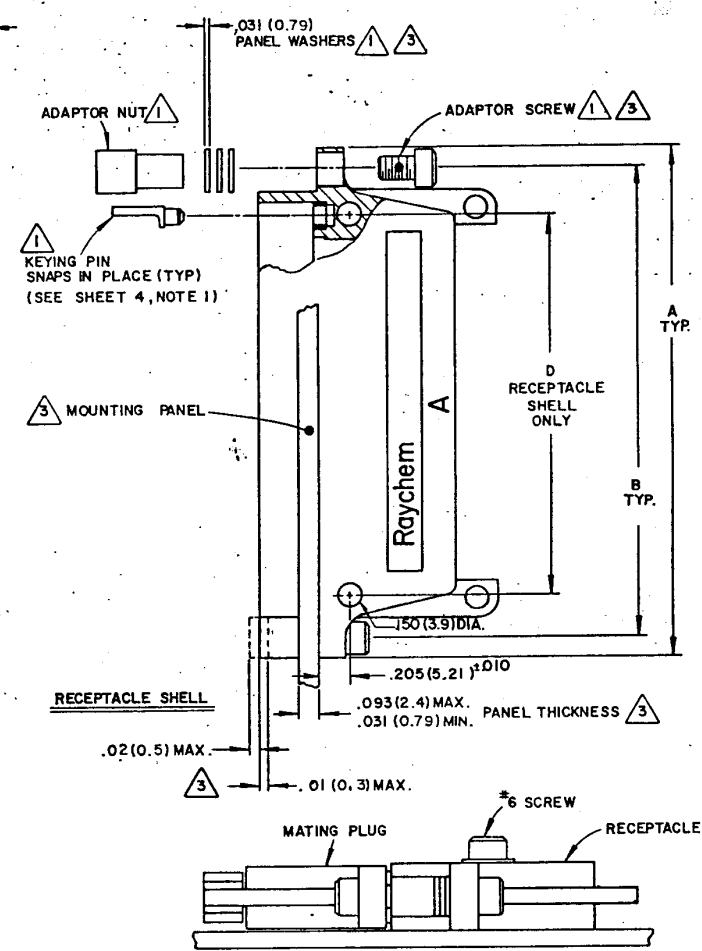 .031 (0.79)
PANEL WASHERS 1 3
ADAPTOR NUT 1
ADAPTOR SCREW 1 3
1
KEYING PIN
SNAPS IN PLACE (TYP)
(SEE SHEET 4, NOTE 1)
A
TYP.
D
RECEPTACLE
SHELL
ONLY
3 MOUNTING PANEL
A
Raychem
B
TYP.
.150 (3.9) DIA.
.205 (5.21) ±.010
RECEPTACLE SHELL
.093 (2.4) MAX.
.031 (0.79) MIN.
PANEL THICKNESS 3
.02 (0.5) MAX.
3
.01 (0.3) MAX.
#6 SCREW
MATING PLUG
RECEPTACLE